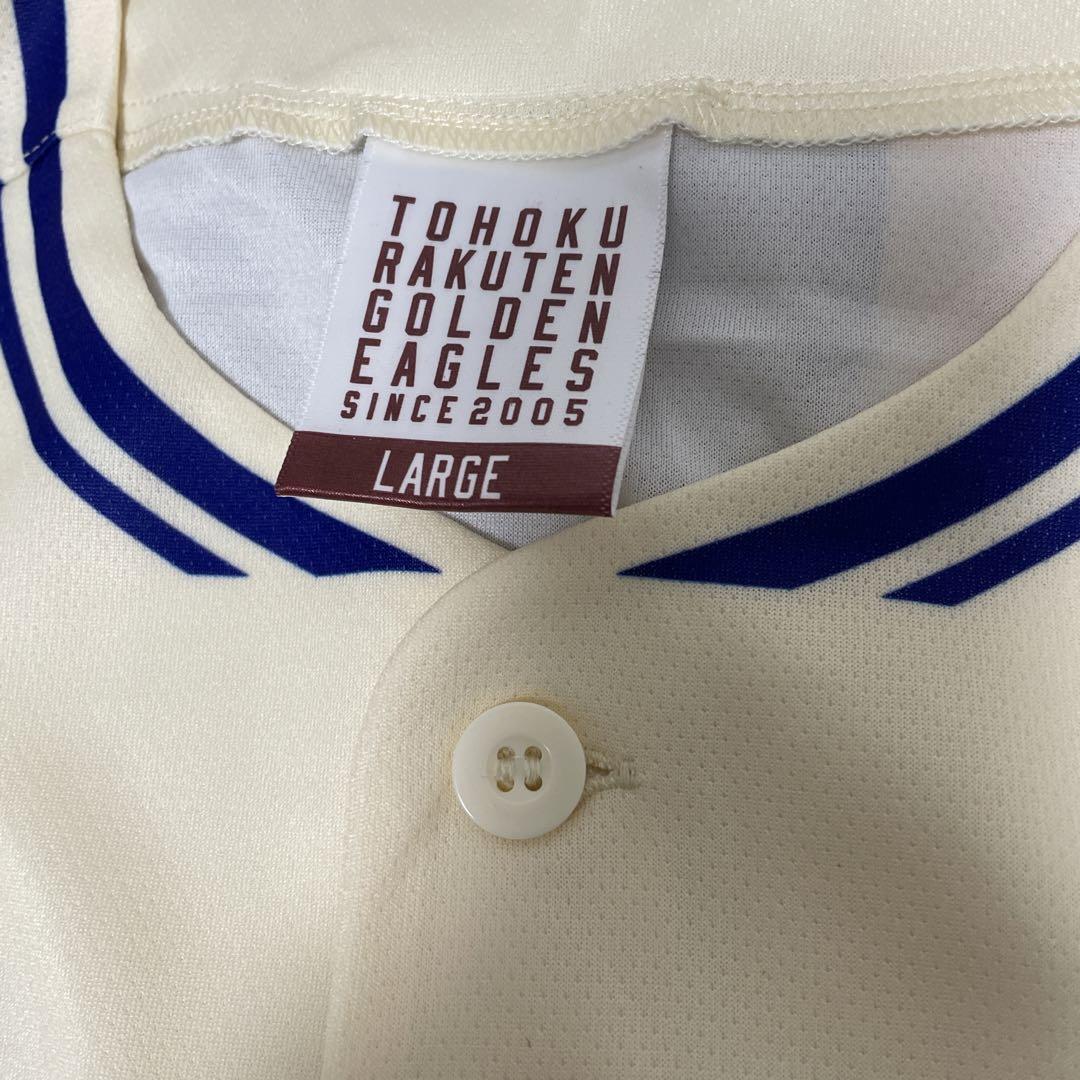 TOHOKU
RAKUTEN
GOLDEN
EAGLES
SINCE 2005
LARGE